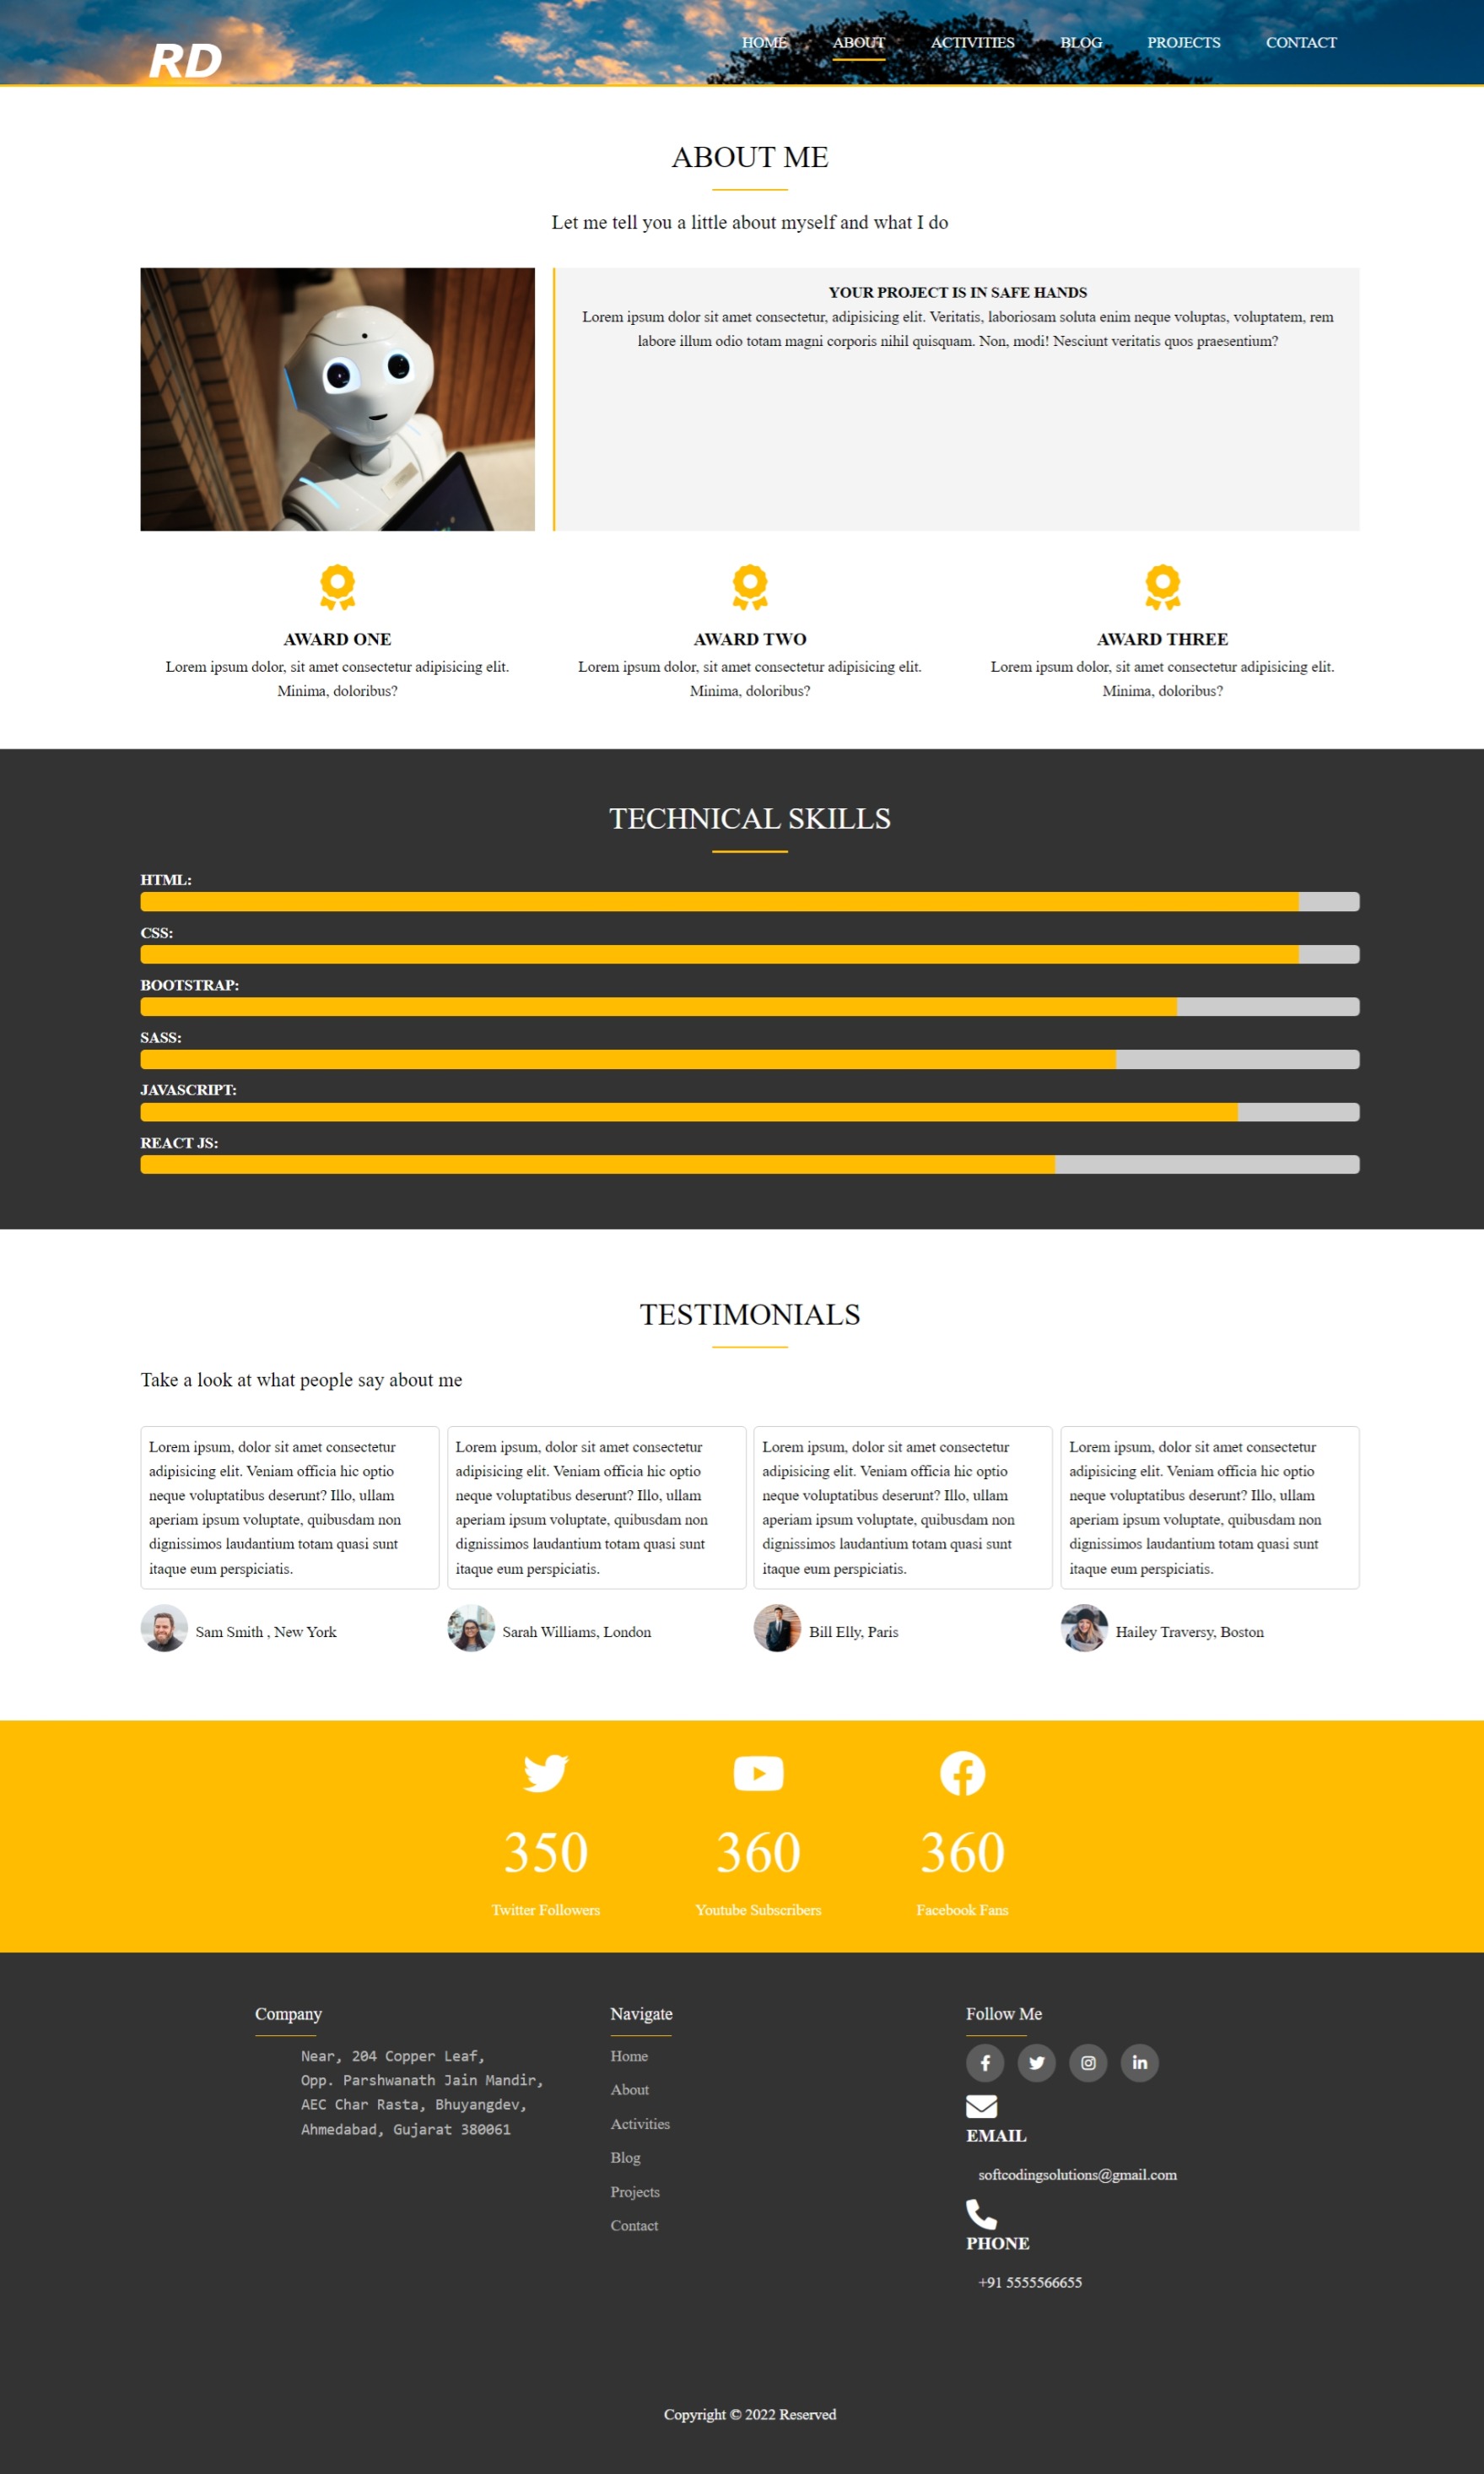 RD
HOME ABOUT ACTIVITIES BLOG PROJECTS CONTACT
ABOUT ME
Let me tell you a little about myself and what I do
YOUR PROJECT IS IN SAFE HANDS
Lorem ipsum dolor sit amet consectetur, adipisicing elit. Veritatis, laboriosam soluta enim neque voluptas, voluptatem, rem
labore illum odio totam magni corporis nihil quisquam. Non, modi! Nesciunt veritatis quos praesentium?
AWARD ONE
Lorem ipsum dolor, sit amet consectetur adipisicing elit.
Minima, doloribus?
AWARD TWO
Lorem ipsum dolor, sit amet consectetur adipisicing elit.
Minima, doloribus?
AWARD THREE
Lorem ipsum dolor, sit amet consectetur adipisicing elit.
Minima, doloribus?
TECHNICAL SKILLS
HTML:
CSS:
BOOTSTRAP:
SASS:
JAVASCRIPT:
REACT JS:
TESTIMONIALS
Take a look at what people say about me
Lorem ipsum, dolor sit amet consectetur
adipisicing elit. Veniam officia hic optio
neque voluptatibus deserunt? Illo, ullam
aperiam ipsum voluptate, quibusdam non
dignissimos laudantium totam quasi sunt
itaque eum perspiciatis.
Sam Smith , New York
Lorem ipsum, dolor sit amet consectetur
adipisicing elit. Veniam officia hic optio
neque voluptatibus deserunt? Illo, ullam
aperiam ipsum voluptate, quibusdam non
dignissimos laudantium totam quasi sunt
itaque eum perspiciatis.
Sarah Williams, London
Lorem ipsum, dolor sit amet consectetur
adipisicing elit. Veniam officia hic optio
neque voluptatibus deserunt? Illo, ullam
aperiam ipsum voluptate, quibusdam non
dignissimos laudantium totam quasi sunt
itaque eum perspiciatis.
Bill Elly, Paris
Lorem ipsum, dolor sit amet consectetur
adipisicing elit. Veniam officia hic optio
neque voluptatibus deserunt? Illo, ullam
aperiam ipsum voluptate, quibusdam non
dignissimos laudantium totam quasi sunt
itaque eum perspiciatis.
Hailey Traversy, Boston
350
Twitter Followers
360
Youtube Subscribers
360
Facebook Fans
Company
Near, 204 Copper Leaf,
Opp. Parshwanath Jain Mandir,
AEC Char Rasta, Bhuyangdev,
Ahmedabad, Gujarat 380061
Navigate
Home
About
Activities
Blog
Projects
Contact
Follow Me
EMAIL
softcodingsolutions@gmail.com
PHONE
+91 5555566655
Copyright © 2022 Reserved